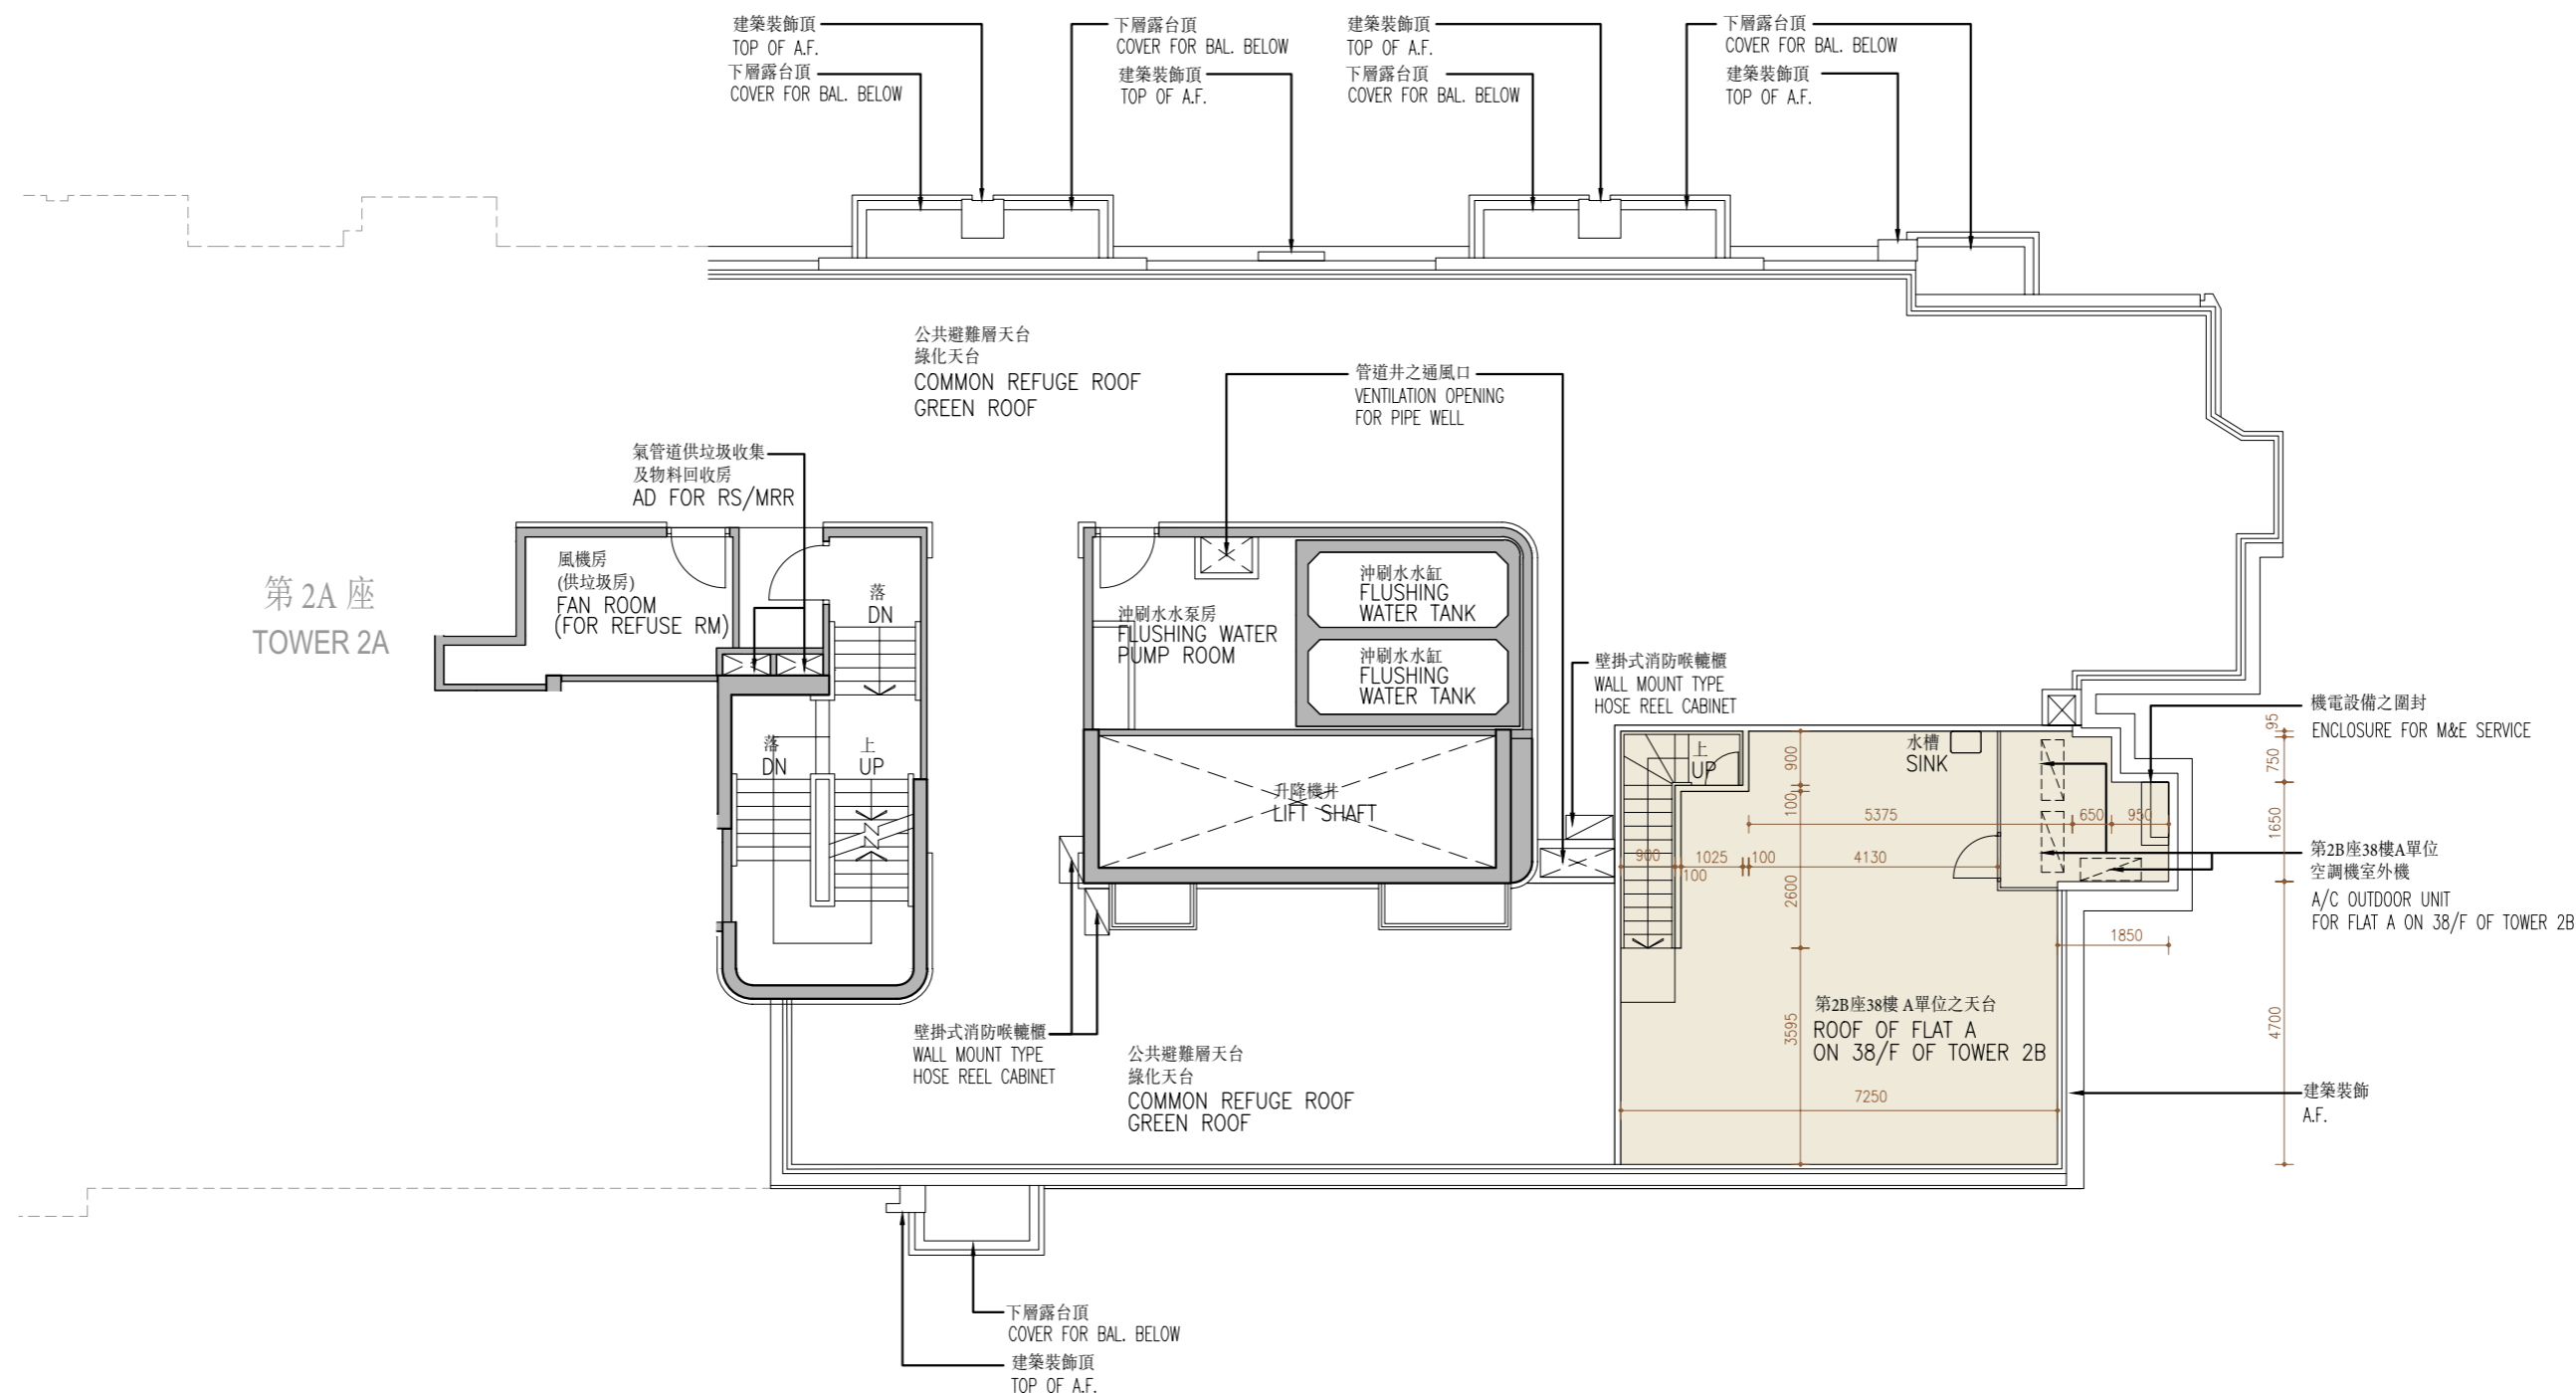 建築裝飾頂
TOP OF A.F.
下層露台頂
COVER FOR BAL. BELOW
下層露台頂
COVER FOR BAL. BELOW
建築裝飾頂
TOP OF A.F.
建築裝飾頂
TOP OF A.F.
下層露台頂
COVER FOR BAL. BELOW
下層露台頂
COVER FOR BAL. BELOW
建築裝飾頂
TOP OF A.F.
公共避難層天台
綠化天台
COMMON REFUGE ROOF
GREEN ROOF
管道井之通風口
VENTILATION OPENING
FOR PIPE WELL
氣管道供垃圾收集
及物料回收房
AD FOR RS/MRR
第 2A 座
TOWER 2A
風機房
(供垃圾房)
FAN ROOM
(FOR REFUSE RM)
落
DN
落
DN
上
UP
沖刷水水泵房
FLUSHING WATER
PUMP ROOM
沖刷水水缸
FLUSHING
WATER TANK
沖刷水水缸
FLUSHING
WATER TANK
升降機井
LIFT SHAFT
壁掛式消防喉轆櫃
WALL MOUNT TYPE
HOSE REEL CABINET
上
UP
水槽
SINK
900
100
5375
650
950
900
1025
100
100
4130
2600
3595
7250
1850
95
750
1650
4700
機電設備之圍封
ENCLOSURE FOR M&E SERVICE
第2B座38樓A單位
空調機室外機
A/C OUTDOOR UNIT
FOR FLAT A ON 38/F OF TOWER 2B
第2B座38樓 A單位之天台
ROOF OF FLAT A
ON 38/F OF TOWER 2B
建築裝飾
A.F.
壁掛式消防喉轆櫃
WALL MOUNT TYPE
HOSE REEL CABINET
公共避難層天台
綠化天台
COMMON REFUGE ROOF
GREEN ROOF
下層露台頂
COVER FOR BAL. BELOW
建築裝飾頂
TOP OF A.F.